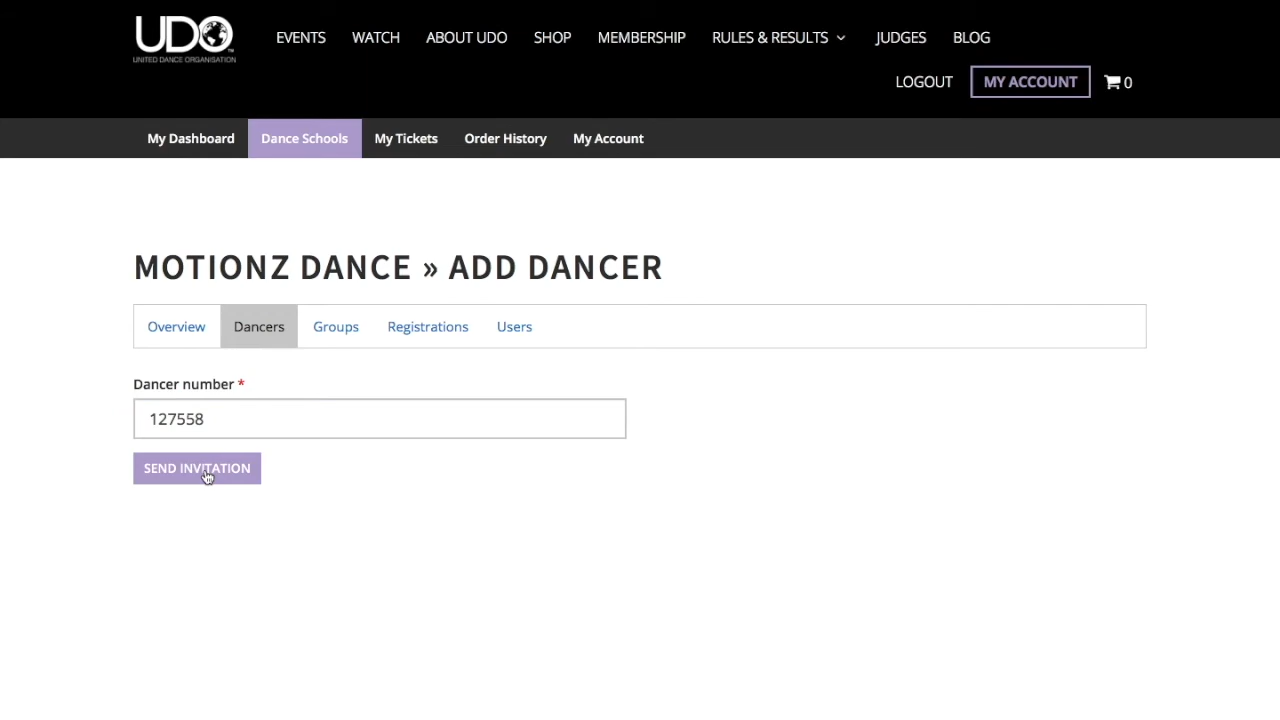 UDO™
UNITED DANCE ORGANISATION
EVENTS WATCH ABOUT UDO SHOP MEMBERSHIP RULES & RESULTS JUDGES BLOG
LOGOUT MY ACCOUNT 0
My Dashboard Dance Schools My Tickets Order History My Account
MOTIONZ DANCE » ADD DANCER
Overview Dancers Groups Registrations Users
Dancer number *
127558
SEND INVITATION